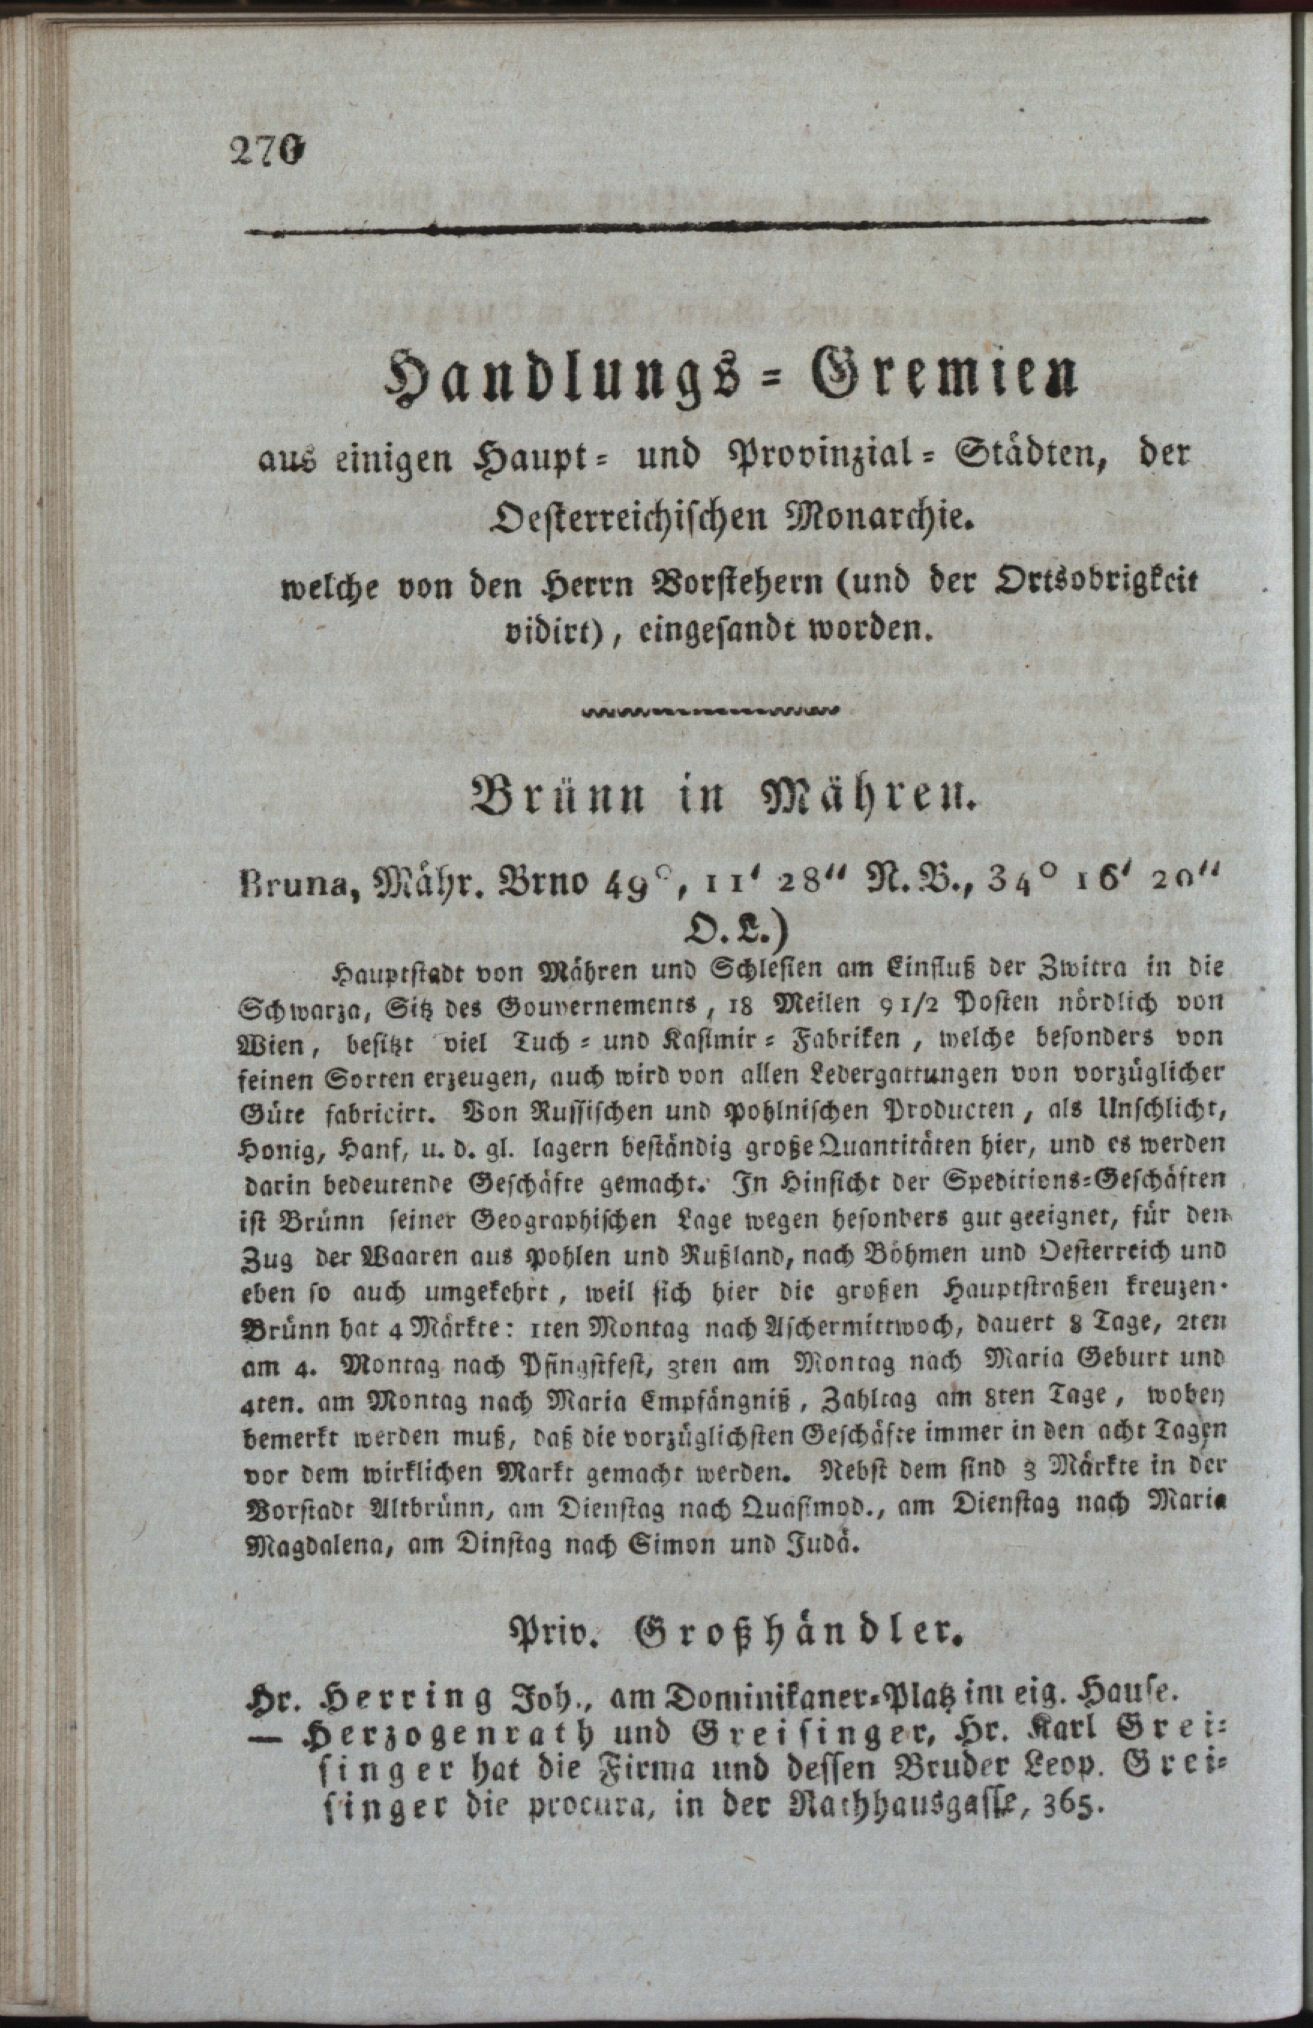 270
Handlungs-Gremien
aus einigen Haupt- und Provinzial-Städten, der
Oesterreichischen Monarchie.
welche von den Herrn Vorstehern (und der Ortsobrigkeit
vidirt), eingesandt worden.
Brünn in Mähren.
Bruna, Mähr. Brno 49°, 11' 28" N. B., 34° 16' 20"
O. L.)
Hauptstadt von Mähren und Schlesien am Einfluß der Zwitra in die
Schwarza, Sitz des Gouvernements, 18 Meilen 9 1/2 Posten nördlich von
Wien, besitzt viel Tuch- und Kasimir-Fabriken, welche besonders von
feinen Sorten erzeugen, auch wird von allen Ledergattungen von vorzüglicher
Güte fabricirt. Von Russischen und Pohlnischen Producten, als Unschlicht,
Honig, Hanf, u. d. gl. lagern beständig große Quantitäten hier, und es werden
darin bedeutende Geschäfte gemacht. In Hinsicht der Speditions-Geschäften
ist Brünn seiner Geographischen Lage wegen besonders gut geeignet, für den
Zug der Waaren aus Pohlen und Rußland, nach Böhmen und Oesterreich und
eben so auch umgekehrt, weil sich hier die großen Hauptstraßen kreuzen.
Brünn hat 4 Märkte: 1ten Montag nach Aschermittwoch, dauert 8 Tage, 2ten
am 4. Montag nach Pfingstfest, 3ten am Montag nach Maria Geburt und
4ten. am Montag nach Maria Empfängniß, Zahltag am 8ten Tage, wobey
bemerkt werden muß, daß die vorzüglichsten Geschäfte immer in den acht Tagen
vor dem wirklichen Markt gemacht werden. Nebst dem sind 3 Märkte in der
Vorstadt Altbrünn, am Dienstag nach Quasimod., am Dienstag nach Maria
Magdalena, am Dinstag nach Simon und Judä.
Priv. Großhändler.
Hr. Herring Joh., am Dominikaner-Platz im eig. Hause.
— Herzogenrath und Greisinger, Hr. Karl Grei-
singer hat die Firma und dessen Bruder Leop. Grei-
singer die procura, in der Rathhausgasse, 365.